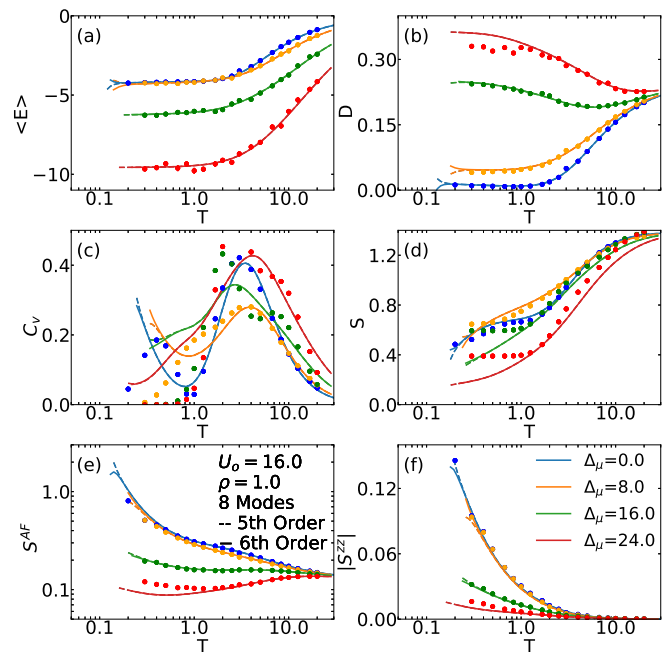 (a)
<E>
0
−5
−10
0.1
1.0
10.0
T
(b)
D
0.30
0.15
0.00
0.1
1.0
10.0
T
(c)
C_v
0.4
0.2
0.0
0.1
1.0
10.0
T
(d)
S
1.2
0.8
0.4
0.0
0.1
1.0
10.0
T
(e)
S^{AF}
1.0
0.1
0.1
1.0
10.0
T
U_o = 16.0
ρ = 1.0
8 Modes
-- 5th Order
− 6th Order
(f)
|S^{zz}|
0.12
0.06
0.00
0.1
1.0
10.0
T
Δ_μ=0.0
Δ_μ=8.0
Δ_μ=16.0
Δ_μ=24.0